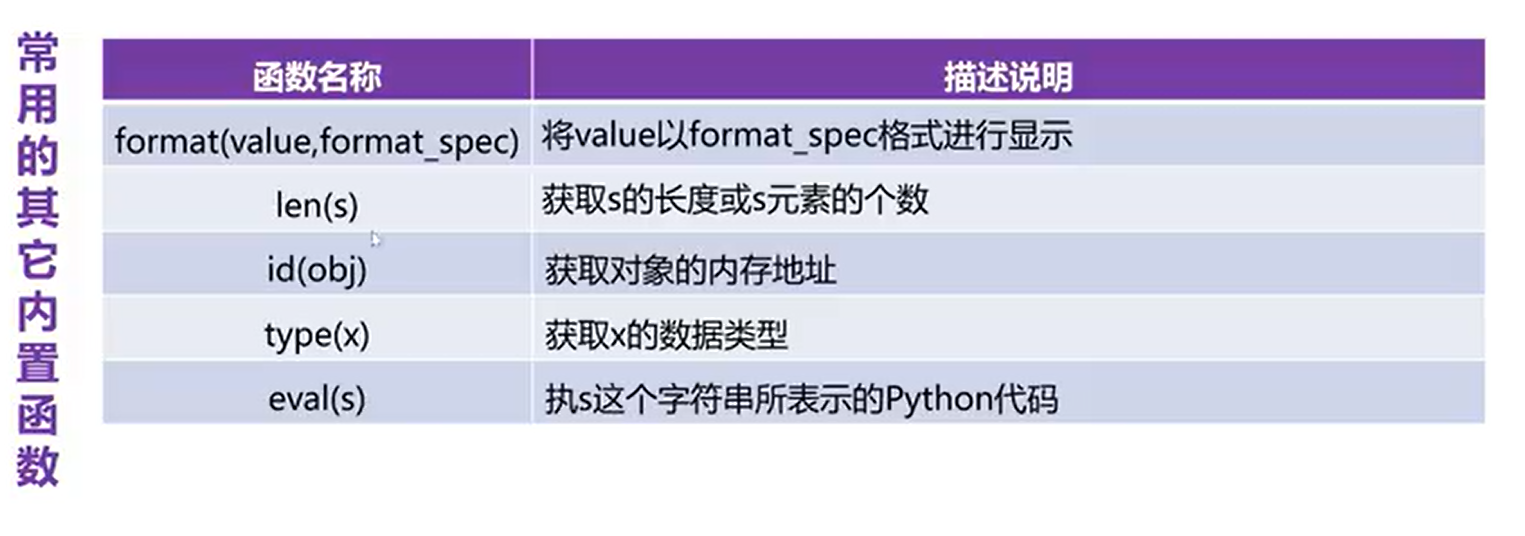 常用的其它内置函数
函数名称 描述说明
format(value,format_spec) 将value以format_spec格式进行显示
len(s) 获取s的长度或s元素的个数
id(obj) 获取对象的内存地址
type(x) 获取x的数据类型
eval(s) 执s这个字符串所表示的Python代码